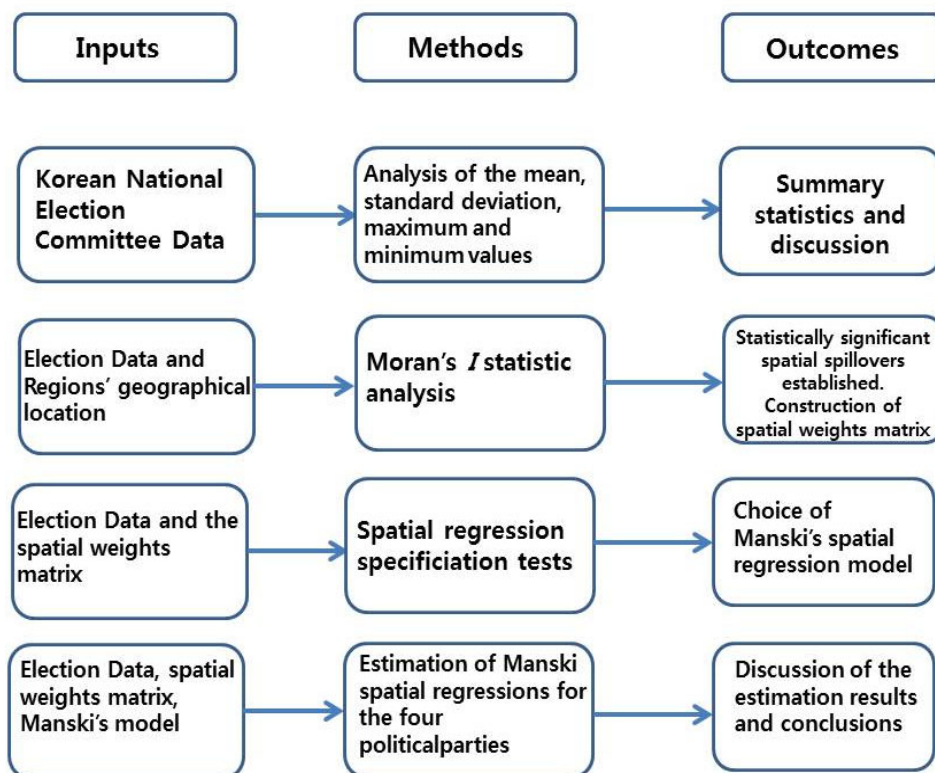 Inputs
Methods
Outcomes
Korean National
Election
Committee Data
Analysis of the mean,
standard deviation,
maximum and
minimum values
Summary
statistics and
discussion
Election Data and
Regions’ geographical
location
Moran’s I statistic
analysis
Statistically significant
spatial spillovers
established.
Construction of
spatial weights matrix
Election Data and the
spatial weights
matrix
Spatial regression
specificiation tests
Choice of
Manski’s spatial
regression model
Election Data, spatial
weights matrix,
Manski’s model
Estimation of Manski
spatial regressions for
the four
politicalparties
Discussion of the
estimation results
and conclusions